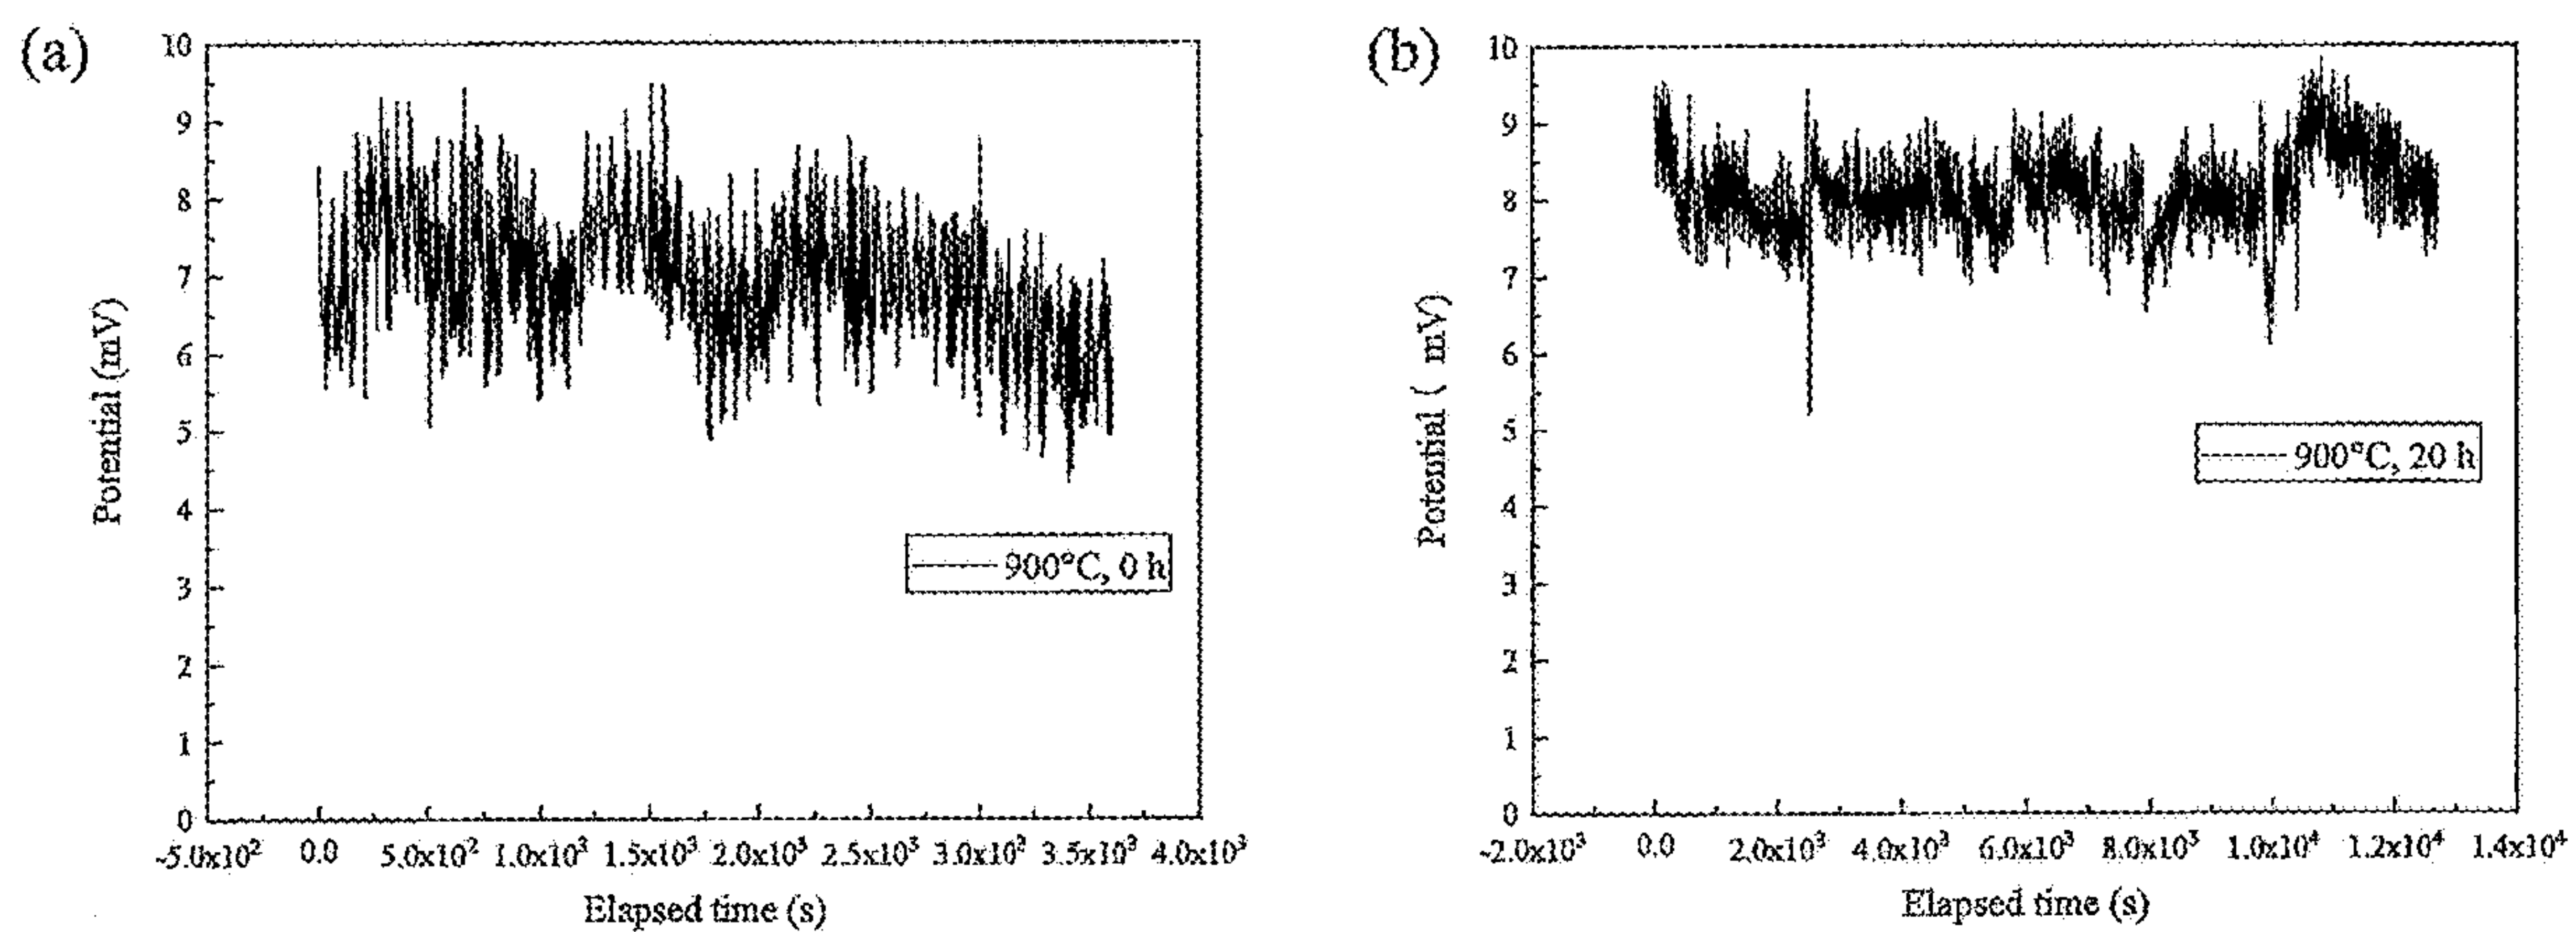 (a)
10
9
8
7
6
5
4
3
2
1
0
Potential (mV)
900°C, 0 h
-5.0x10² 0.0 5.0x10² 1.0x10³ 1.5x10³ 2.0x10³ 2.5x10³ 3.0x10³ 3.5x10³ 4.0x10³
Elapsed time (s)
(b)
10
9
8
7
6
5
4
3
2
1
0
Potential ( mV)
900°C, 20 h
-2.0x10³ 0.0 2.0x10³ 4.0x10³ 6.0x10³ 8.0x10³ 1.0x10⁴ 1.2x10⁴ 1.4x10⁴
Elapsed time (s)